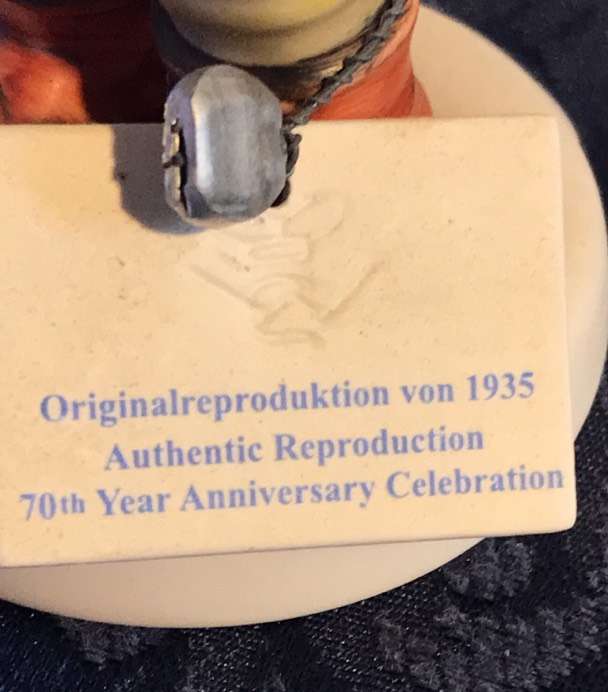 Originalreproduktion von 1935
Authentic Reproduction
70th Year Anniversary Celebration